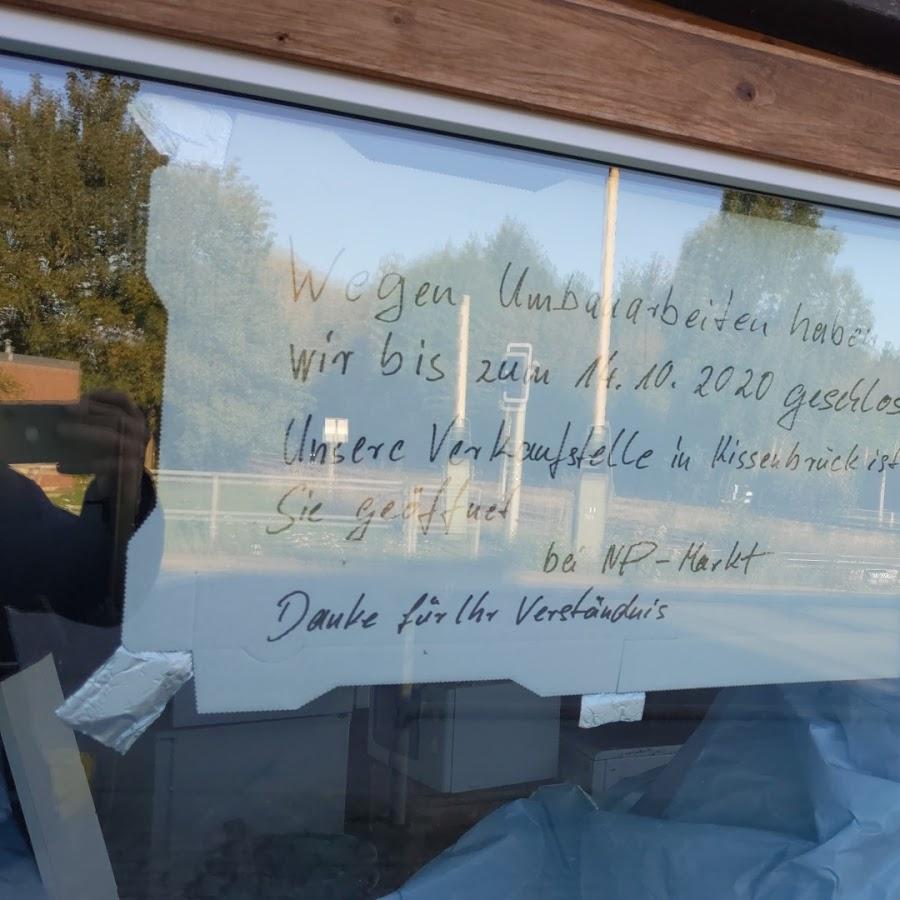 Wegen Umbauarbeiten haben
wir bis zum 14.10. 2020 geschlos
Unsere Verkaufstelle in Kissenbrück ist
Sie geöffnet
bei NP-Markt
Danke für Ihr Verständnis